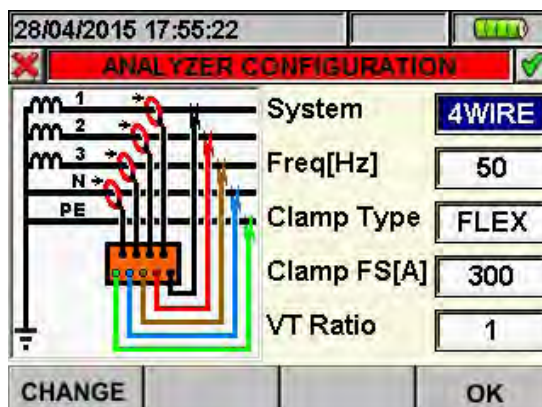 28/04/2015 17:55:22
ANALYZER CONFIGURATION
1
2
3
N
PE
System 4WIRE
Freq[Hz] 50
Clamp Type FLEX
Clamp FS[A] 300
VT Ratio 1
CHANGE OK